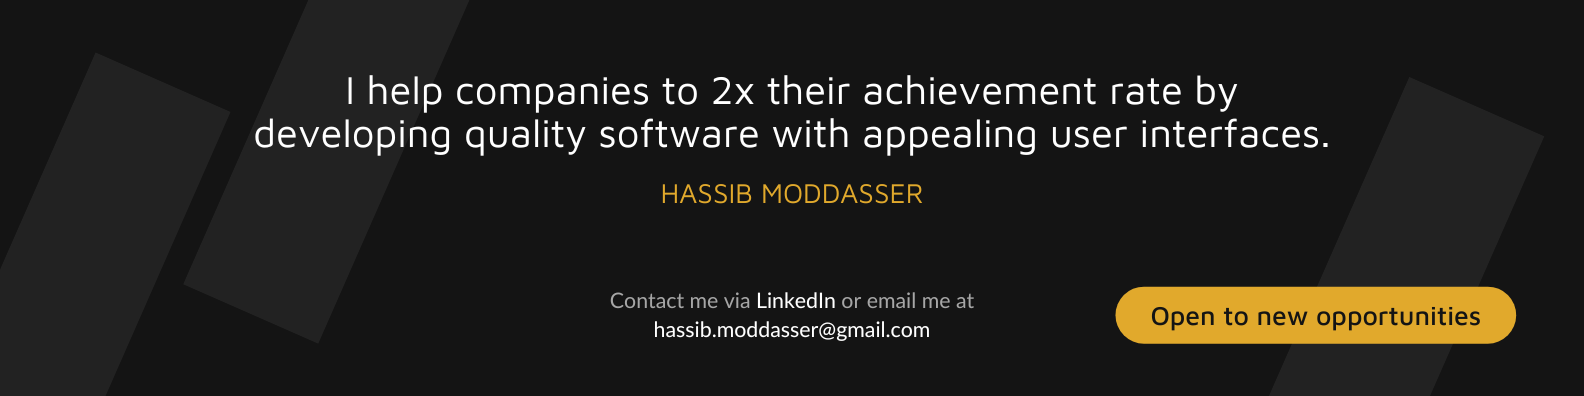 I help companies to 2x their achievement rate by
developing quality software with appealing user interfaces.
HASSIB MODDASSER
Contact me via LinkedIn or email me at
hassib.moddasser@gmail.com
Open to new opportunities